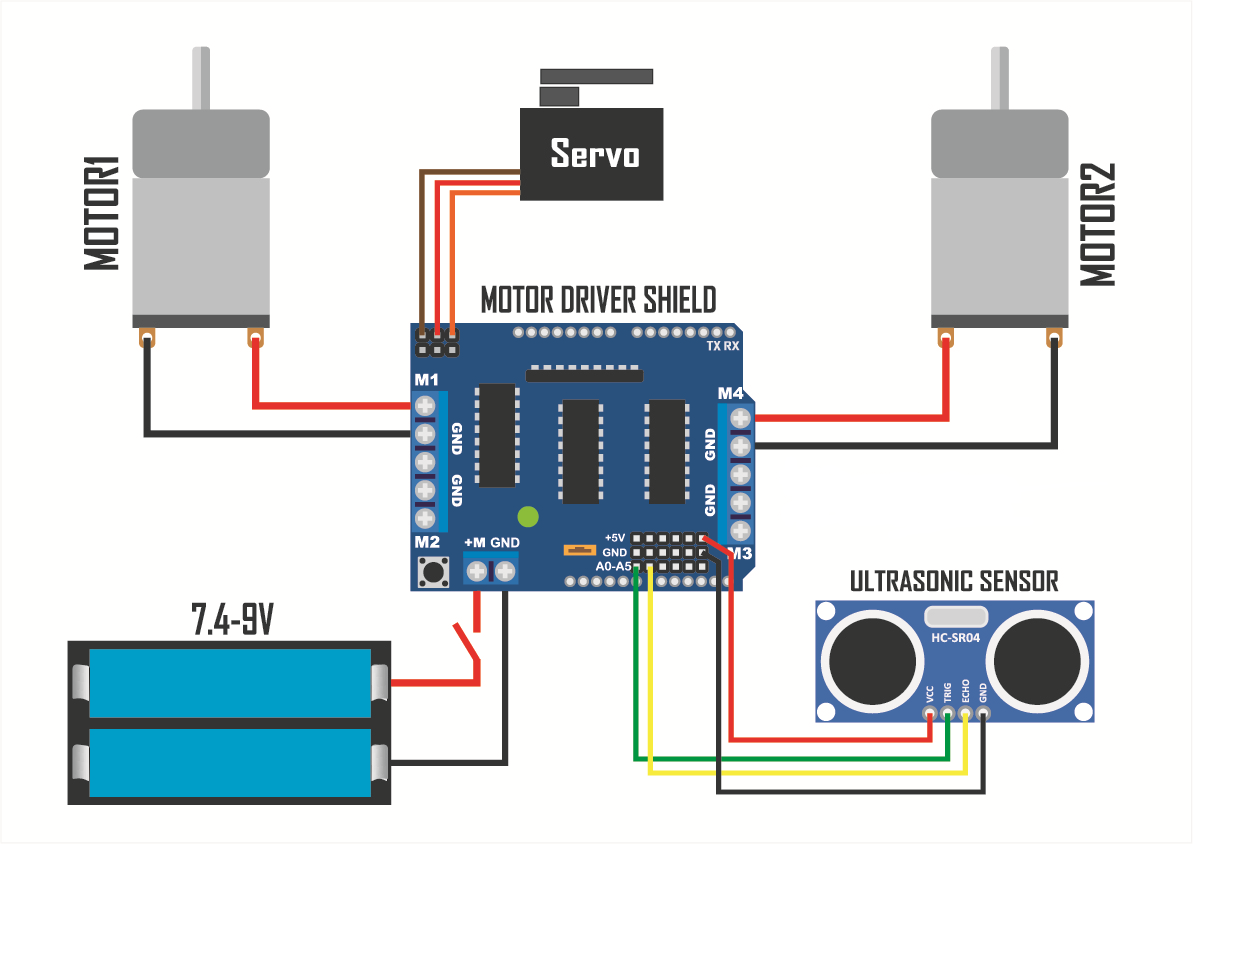 MOTOR1
Servo
MOTOR2
MOTOR DRIVER SHIELD
TX RX
M1
GND
GND
M2
M4
GND
GND
M3
+M GND
+5V
GND
A0-A5
7.4-9V
ULTRASONIC SENSOR
HC-SR04
VCC
TRIG
ECHO
GND